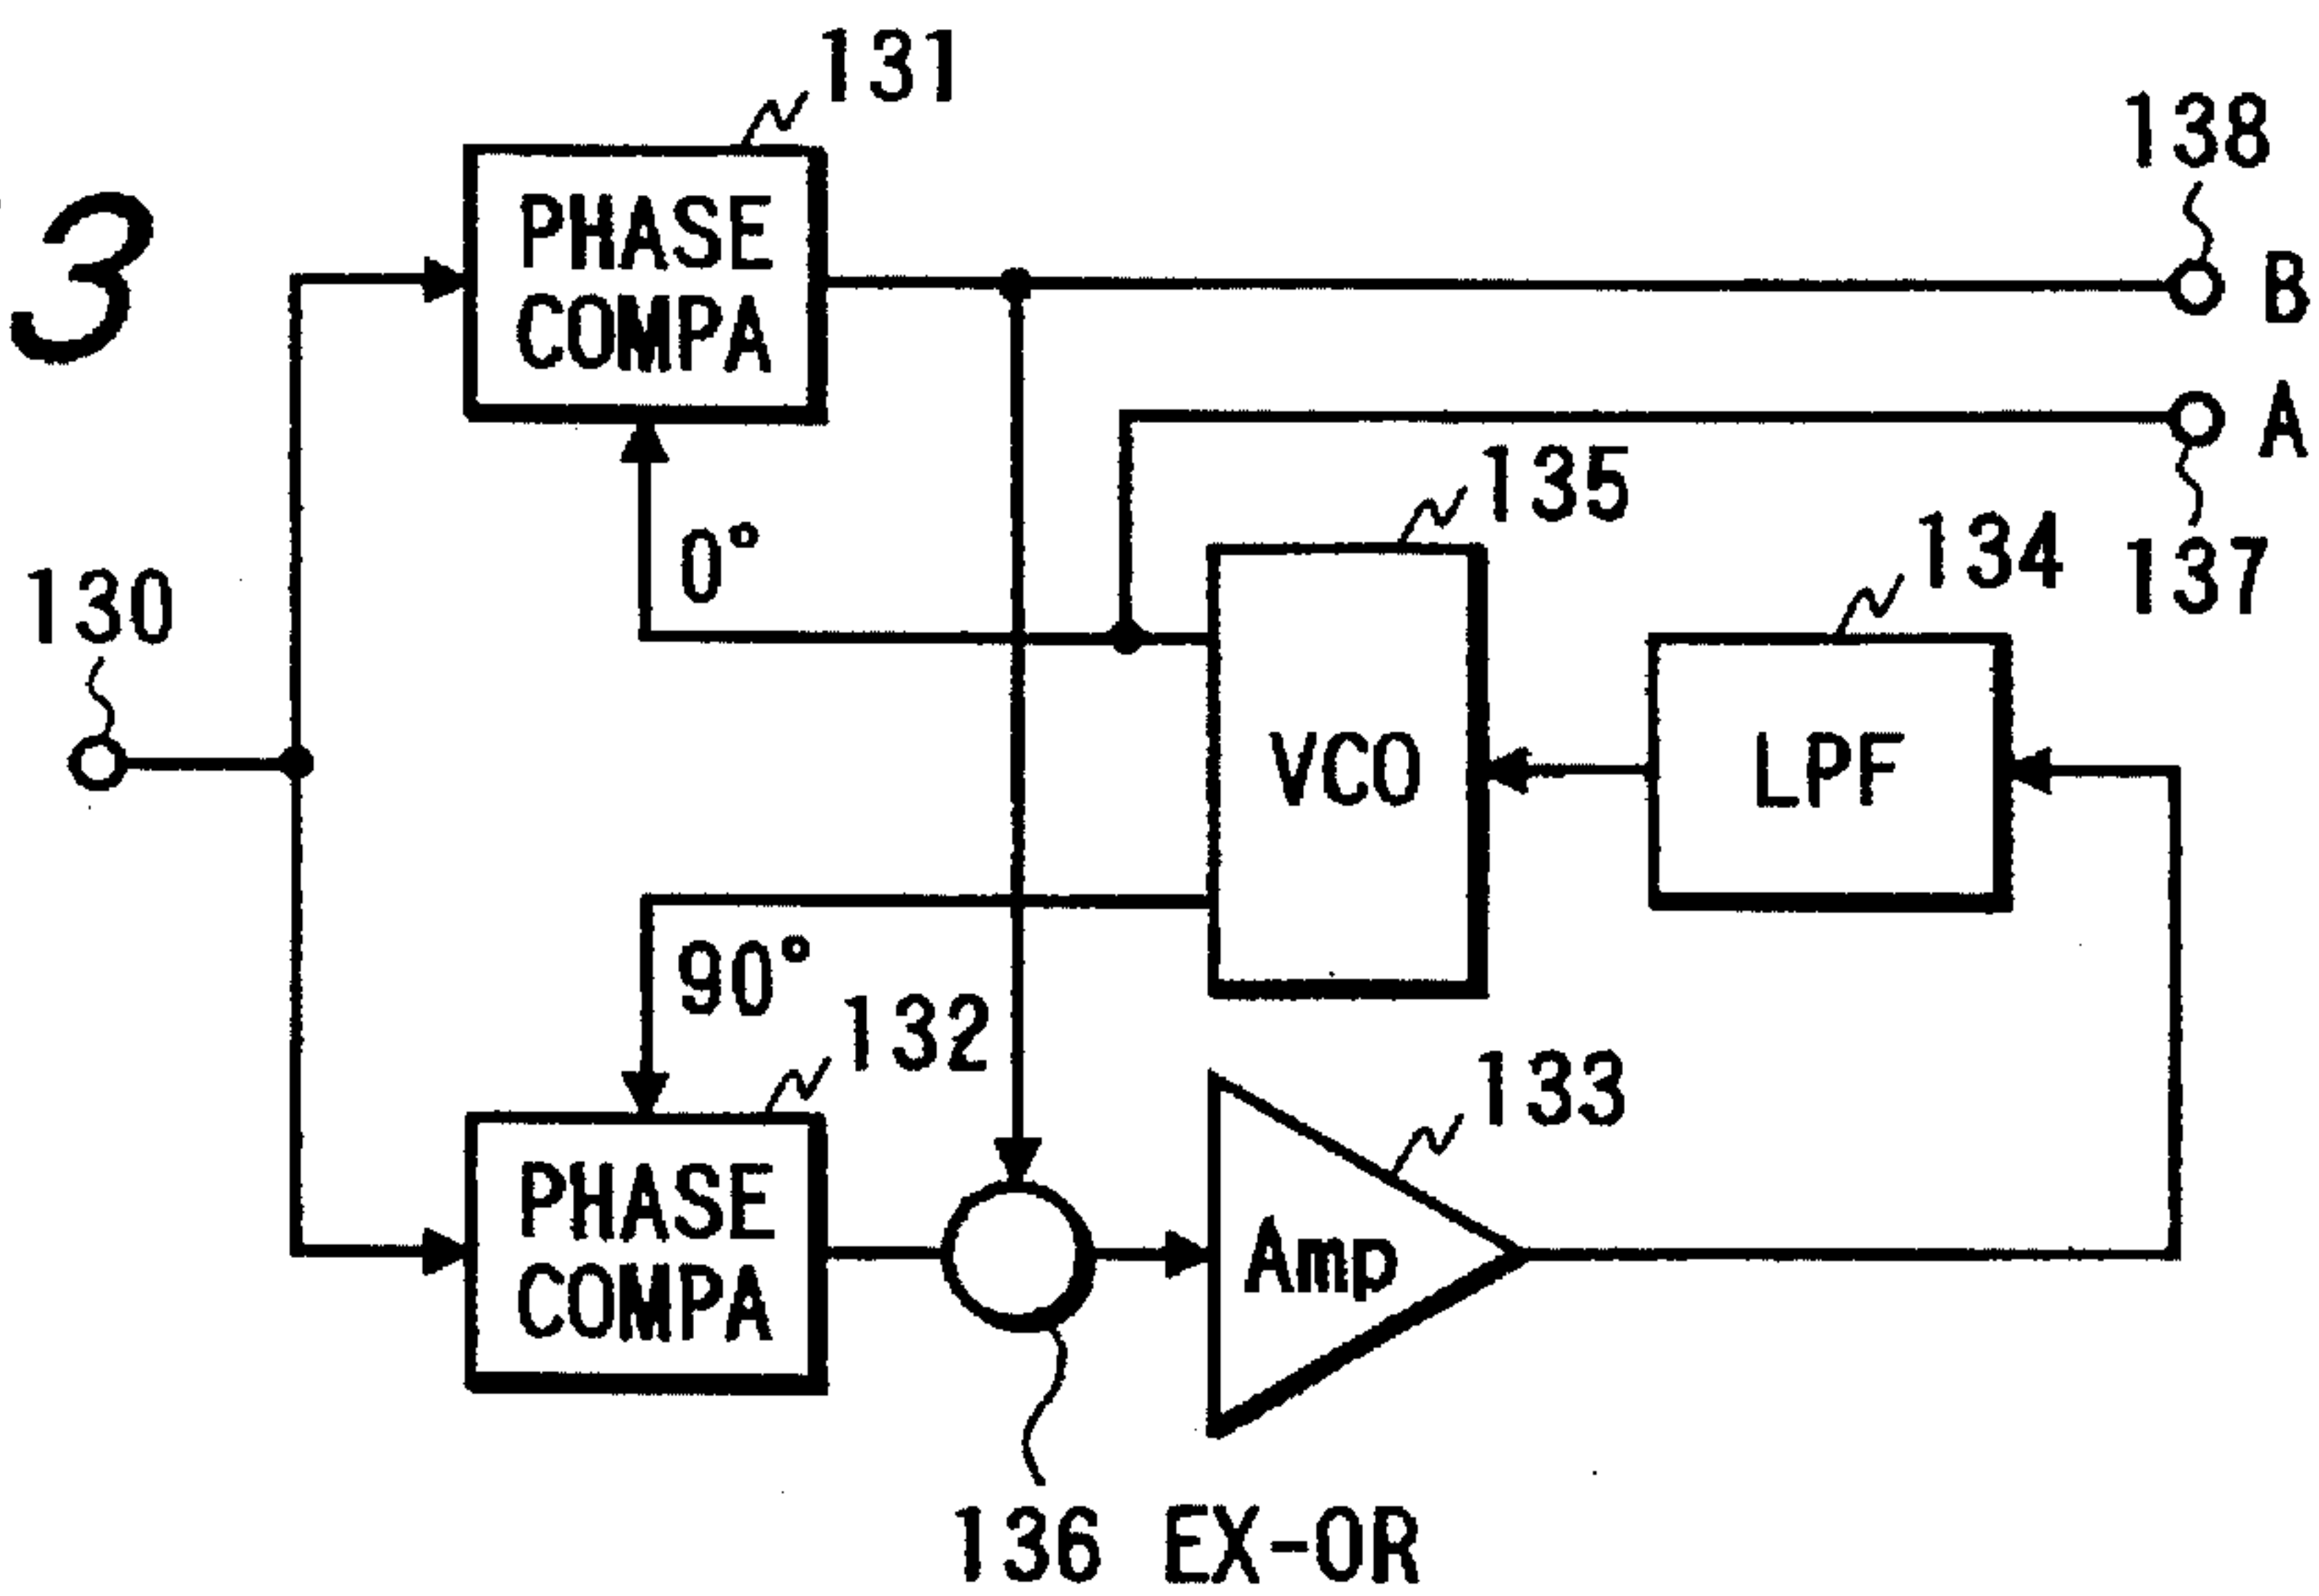 3
131
138
PHASE
COMPA
B
A
0°
135
134
137
130
VCO
LPF
90°
132
133
PHASE
COMPA
Amp
136 EX-OR